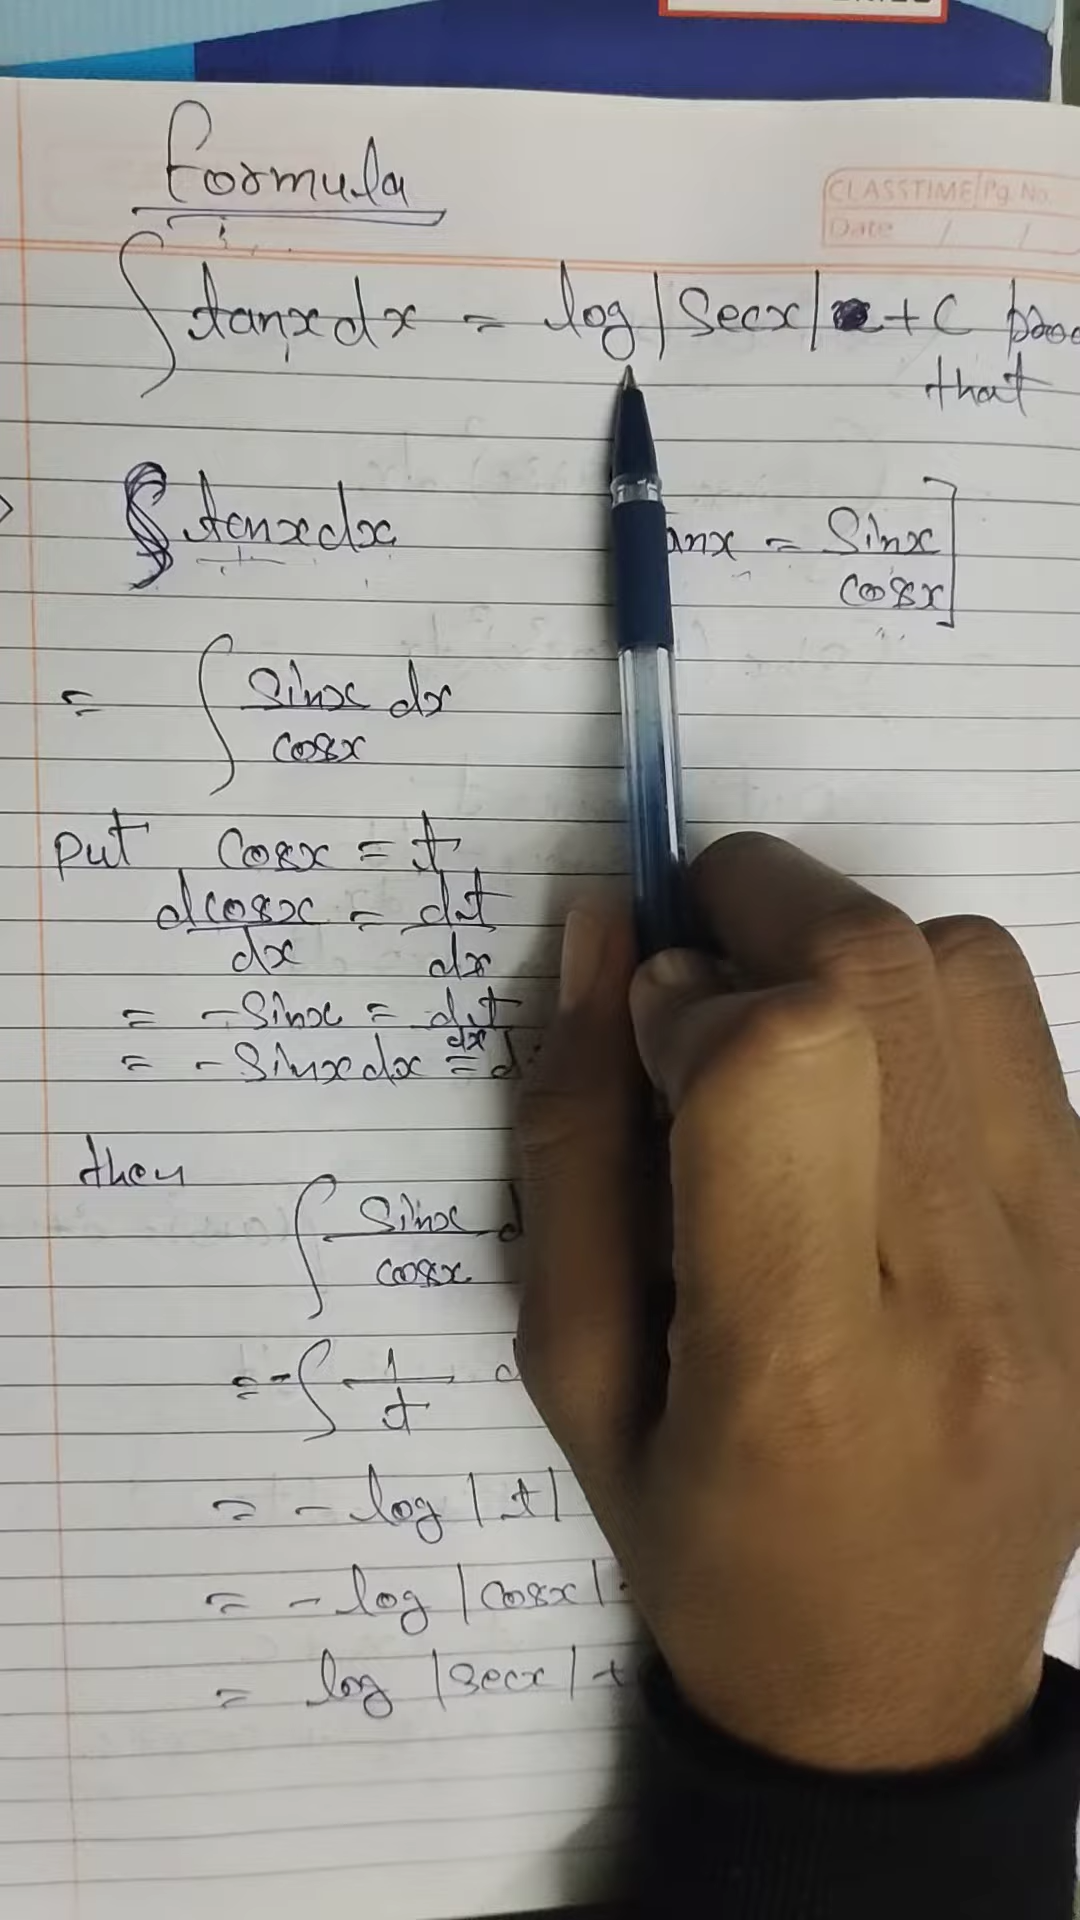 Formula
CLASSTIME Pg. No.
Date / /
∫ tanx dx = log |secx| + C
that
∫ tanx dx anx = sinx/cosx]
= ∫ sinx/cosx dx
put cosx = t
dcosx/dx = dt/dx
= -sinx = dt/dx
= -sinx dx = d
then
∫ sinx/cosx d
= -∫ 1/t d
= - log |t|
= - log |cosx|
= log |secx| +